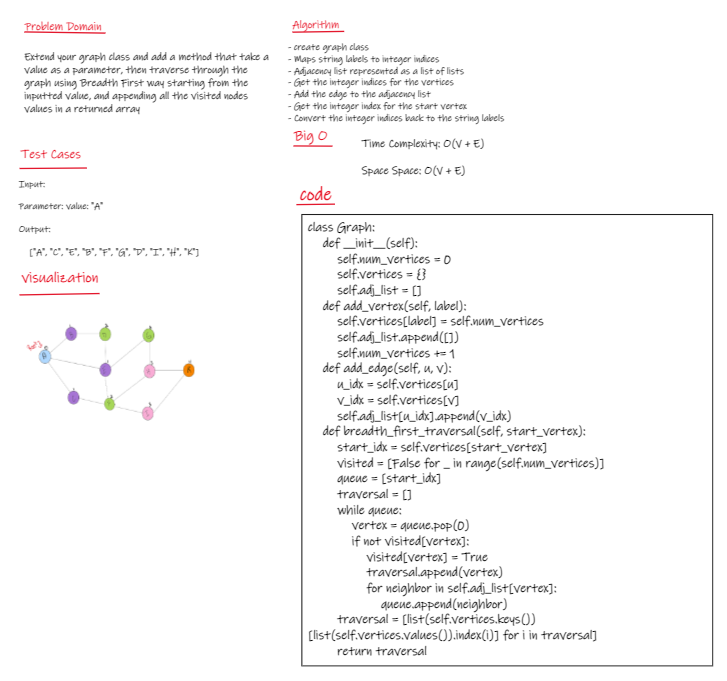 Problem Domain
Extend your graph class and add a method that take a
value as a parameter, then traverse through the
graph using Breadth First way starting from the
inputted value, and appending all the visited nodes
values in a returned array
Test Cases
Input:
Parameter: value: "A"
Output:
["A", "C", "E", "B", "F", "G", "D", "I", "H", "K"]
Visualization
Algorithm
- create graph class
- Maps string labels to integer indices
- Adjacency list represented as a list of lists
- Get the integer indices for the vertices
- Add the edge to the adjacency list
- Get the integer index for the start vertex
- Convert the integer indices back to the string labels
Big O
Time Complexity: O(V + E)
Space Space: O(V + E)
code
class Graph:
def __init__(self):
self.num_vertices = 0
self.vertices = {}
self.adj_list = []
def add_vertex(self, label):
self.vertices[label] = self.num_vertices
self.adj_list.append([])
self.num_vertices += 1
def add_edge(self, u, v):
u_idx = self.vertices[u]
v_idx = self.vertices[v]
self.adj_list[u_idx].append(v_idx)
def breadth_first_traversal(self, start_vertex):
start_idx = self.vertices[start_vertex]
visited = [False for _ in range(self.num_vertices)]
queue = [start_idx]
traversal = []
while queue:
vertex = queue.pop(0)
if not visited[vertex]:
visited[vertex] = True
traversal.append(vertex)
for neighbor in self.adj_list[vertex]:
queue.append(neighbor)
traversal = [list(self.vertices.keys())
[list(self.vertices.values()).index(i)] for i in traversal]
return traversal